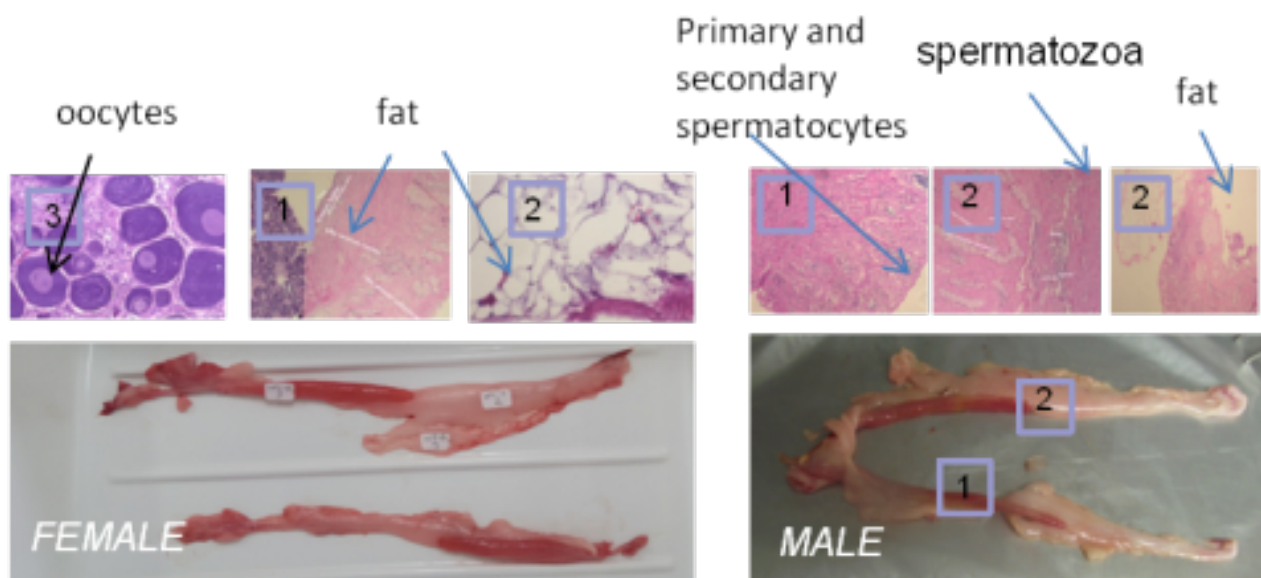 Primary and
secondary
spermatocytes
spermatozoa
fat
oocytes
fat
3
1
2
1
2
2
2
1
FEMALE
MALE